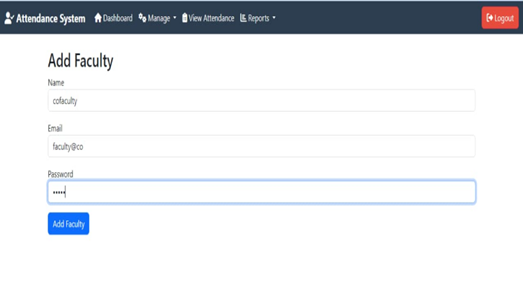 Attendance System Dashboard Manage View Attendance Reports Logout
Add Faculty
Name
cofaculty
Email
faculty@co
Password
•••••
Add Faculty